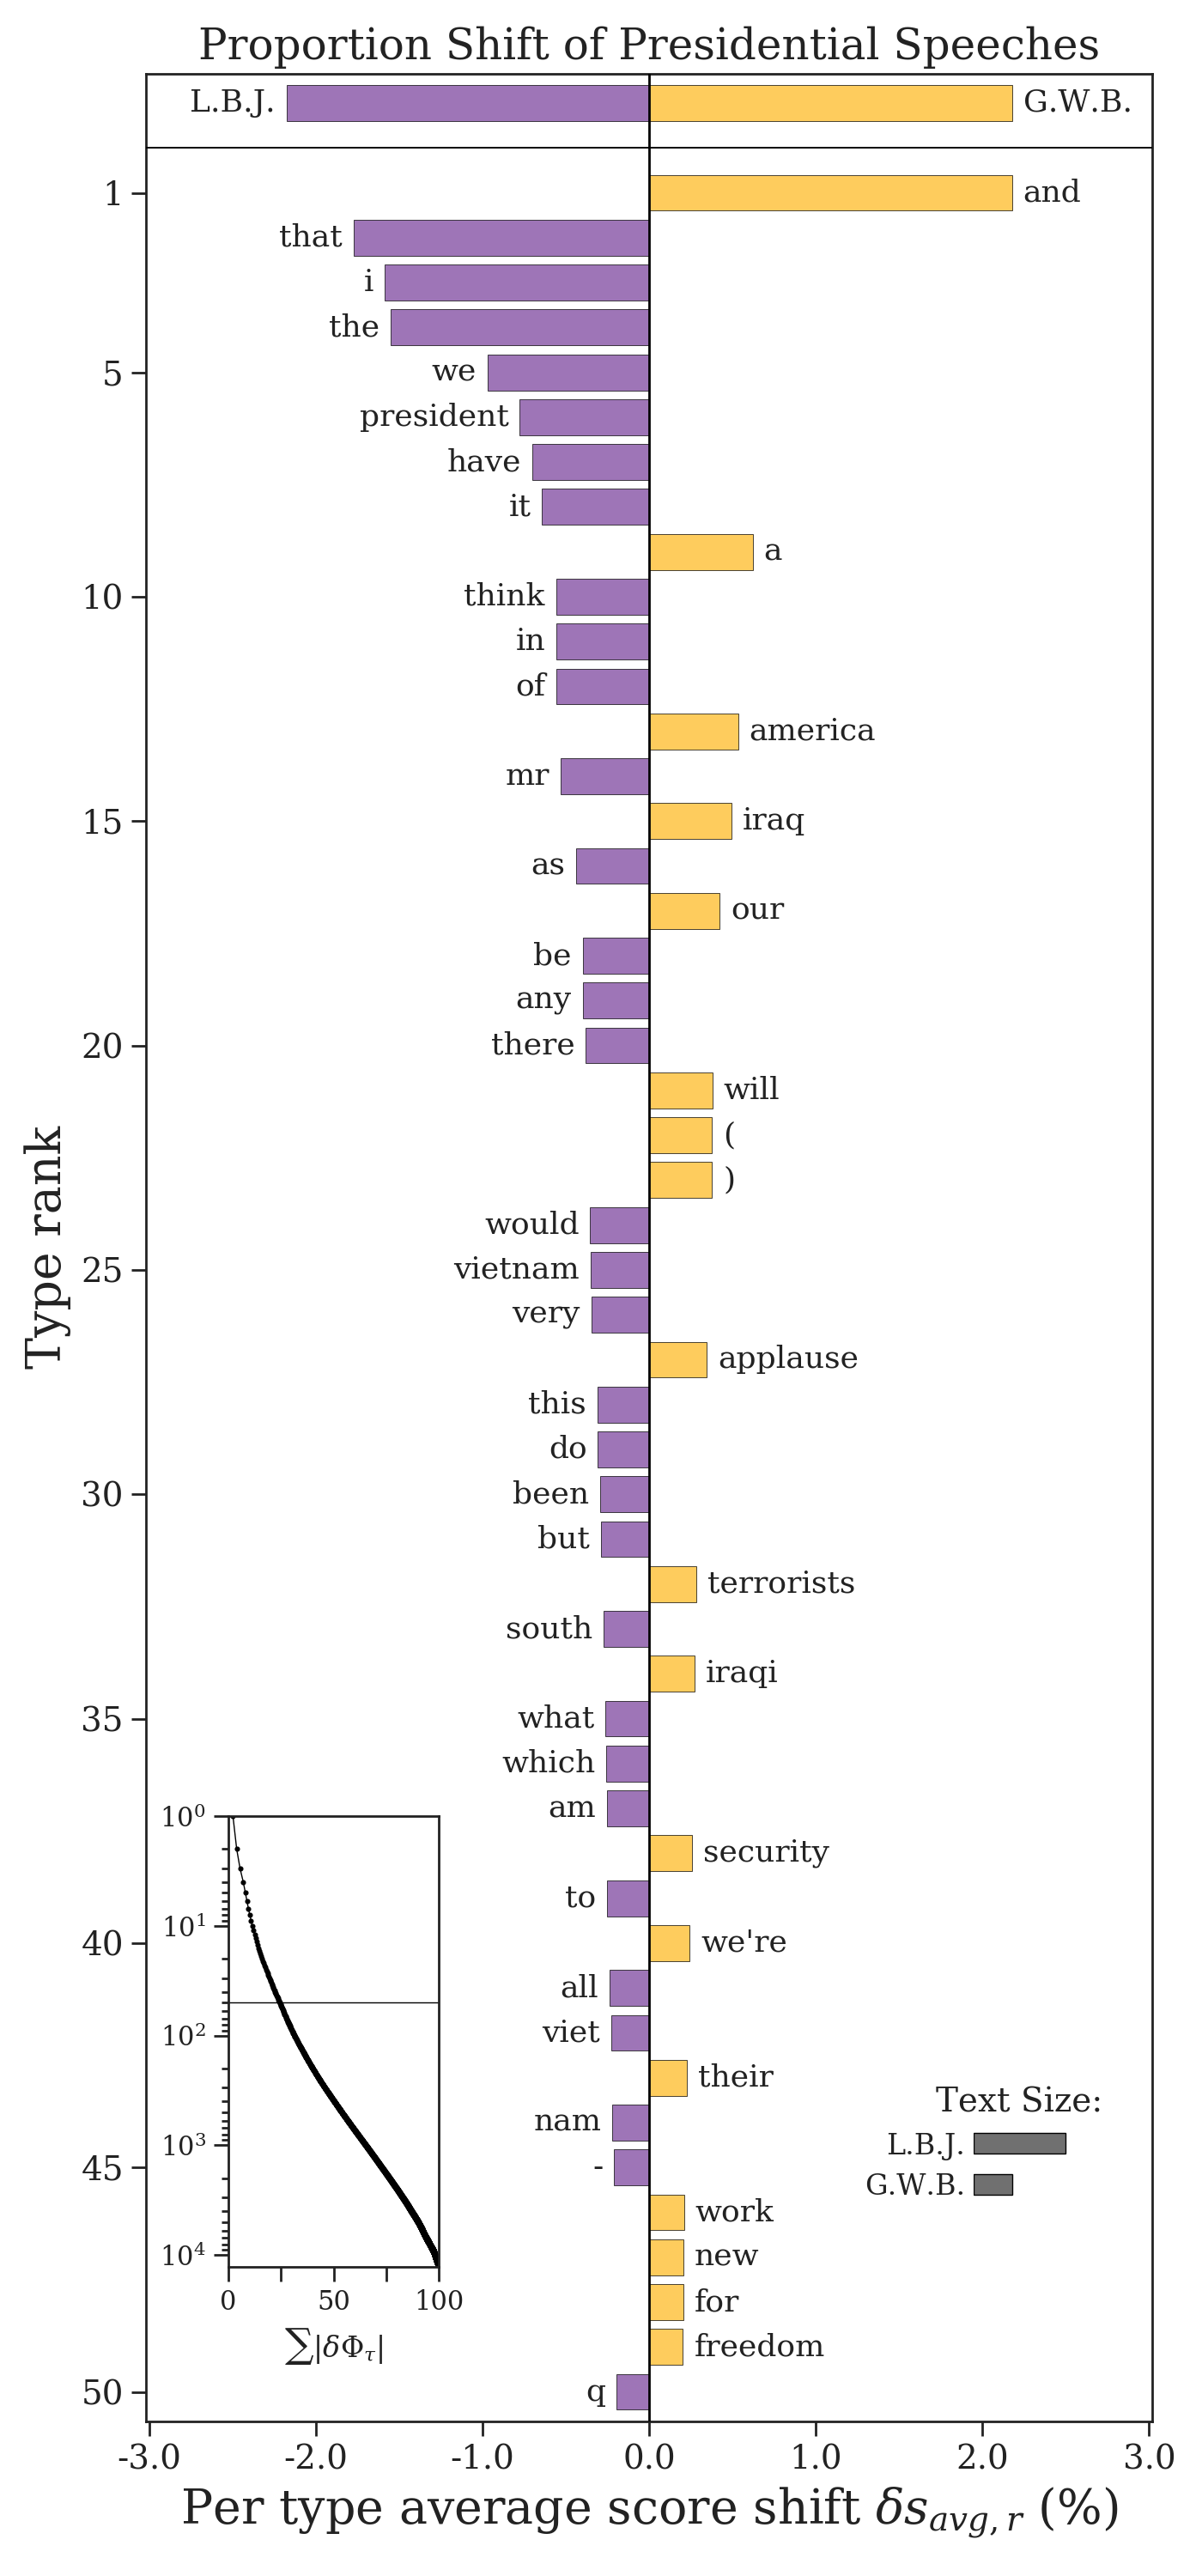 Proportion Shift of Presidential Speeches
L.B.J.
G.W.B.
1
and
that
i
the
5
we
president
have
it
a
10
think
in
of
america
mr
15
iraq
as
our
be
any
20
there
will
(
)
would
25
vietnam
very
applause
this
do
30
been
but
terrorists
south
iraqi
35
what
which
am
security
to
40
we're
all
viet
their
nam
45
-
work
new
for
freedom
50
q
Type rank
10⁰
10¹
10²
10³
10⁴
0 50 100
∑|δΦτ|
Text Size:
L.B.J.
G.W.B.
-3.0 -2.0 -1.0 0.0 1.0 2.0 3.0
Per type average score shift δs_{avg, r} (%)